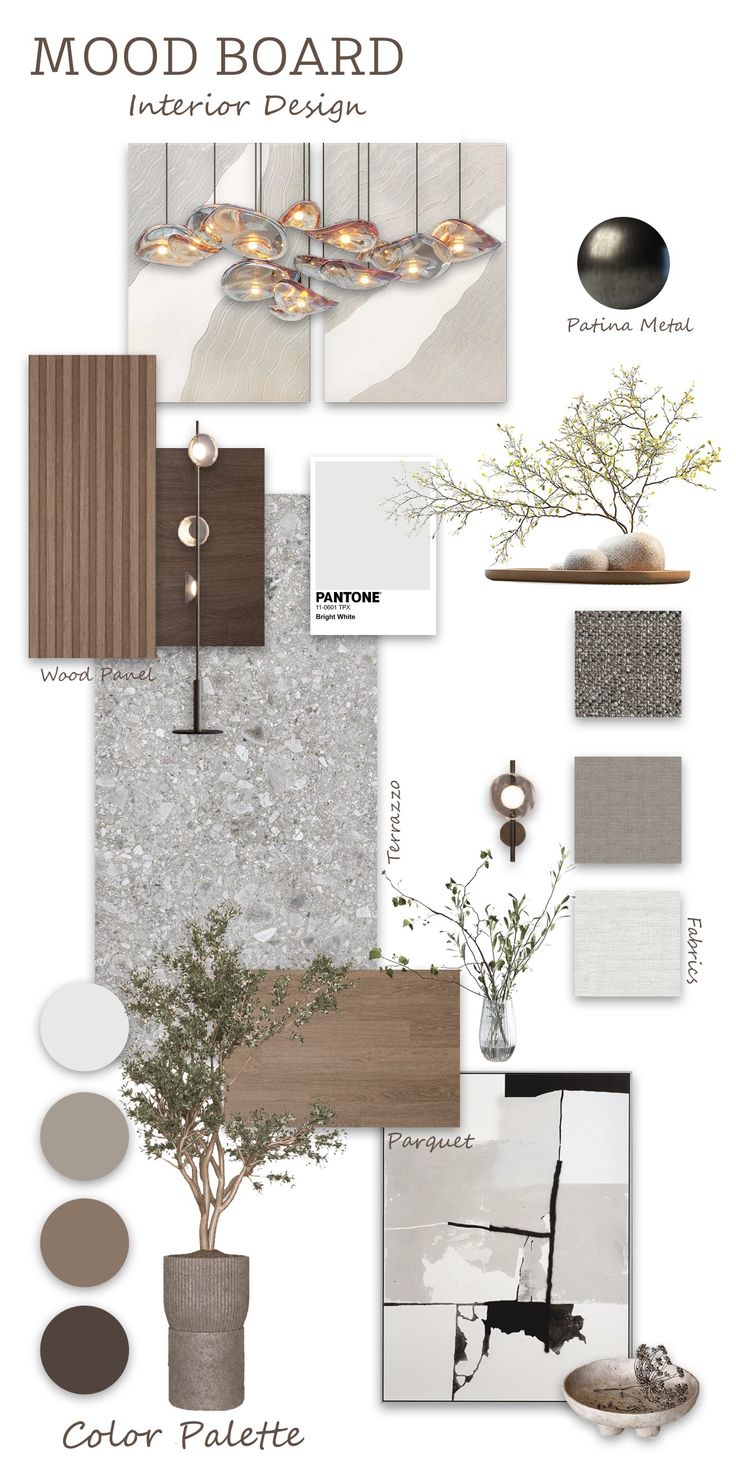 MOOD BOARD
Interior Design
Patina Metal
PANTONE®
11-0601 TPX
Bright White
Wood Panel
Terrazzo
Fabrics
Parquet
Color Palette